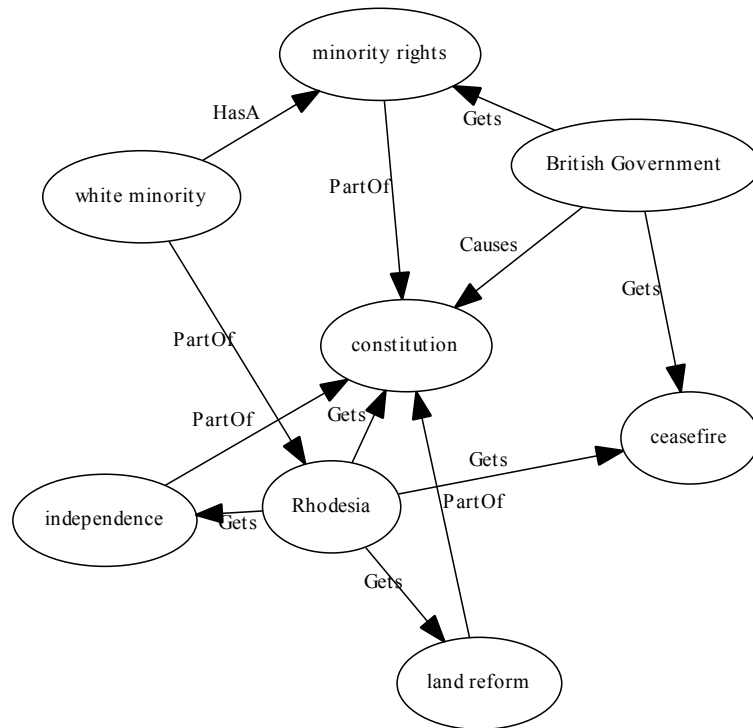 minority rights
HasA
Gets
British Government
white minority
PartOf
Causes
Gets
PartOf
constitution
PartOf
Gets
ceasefire
Gets
independence
Gets
Rhodesia
PartOf
Gets
land reform